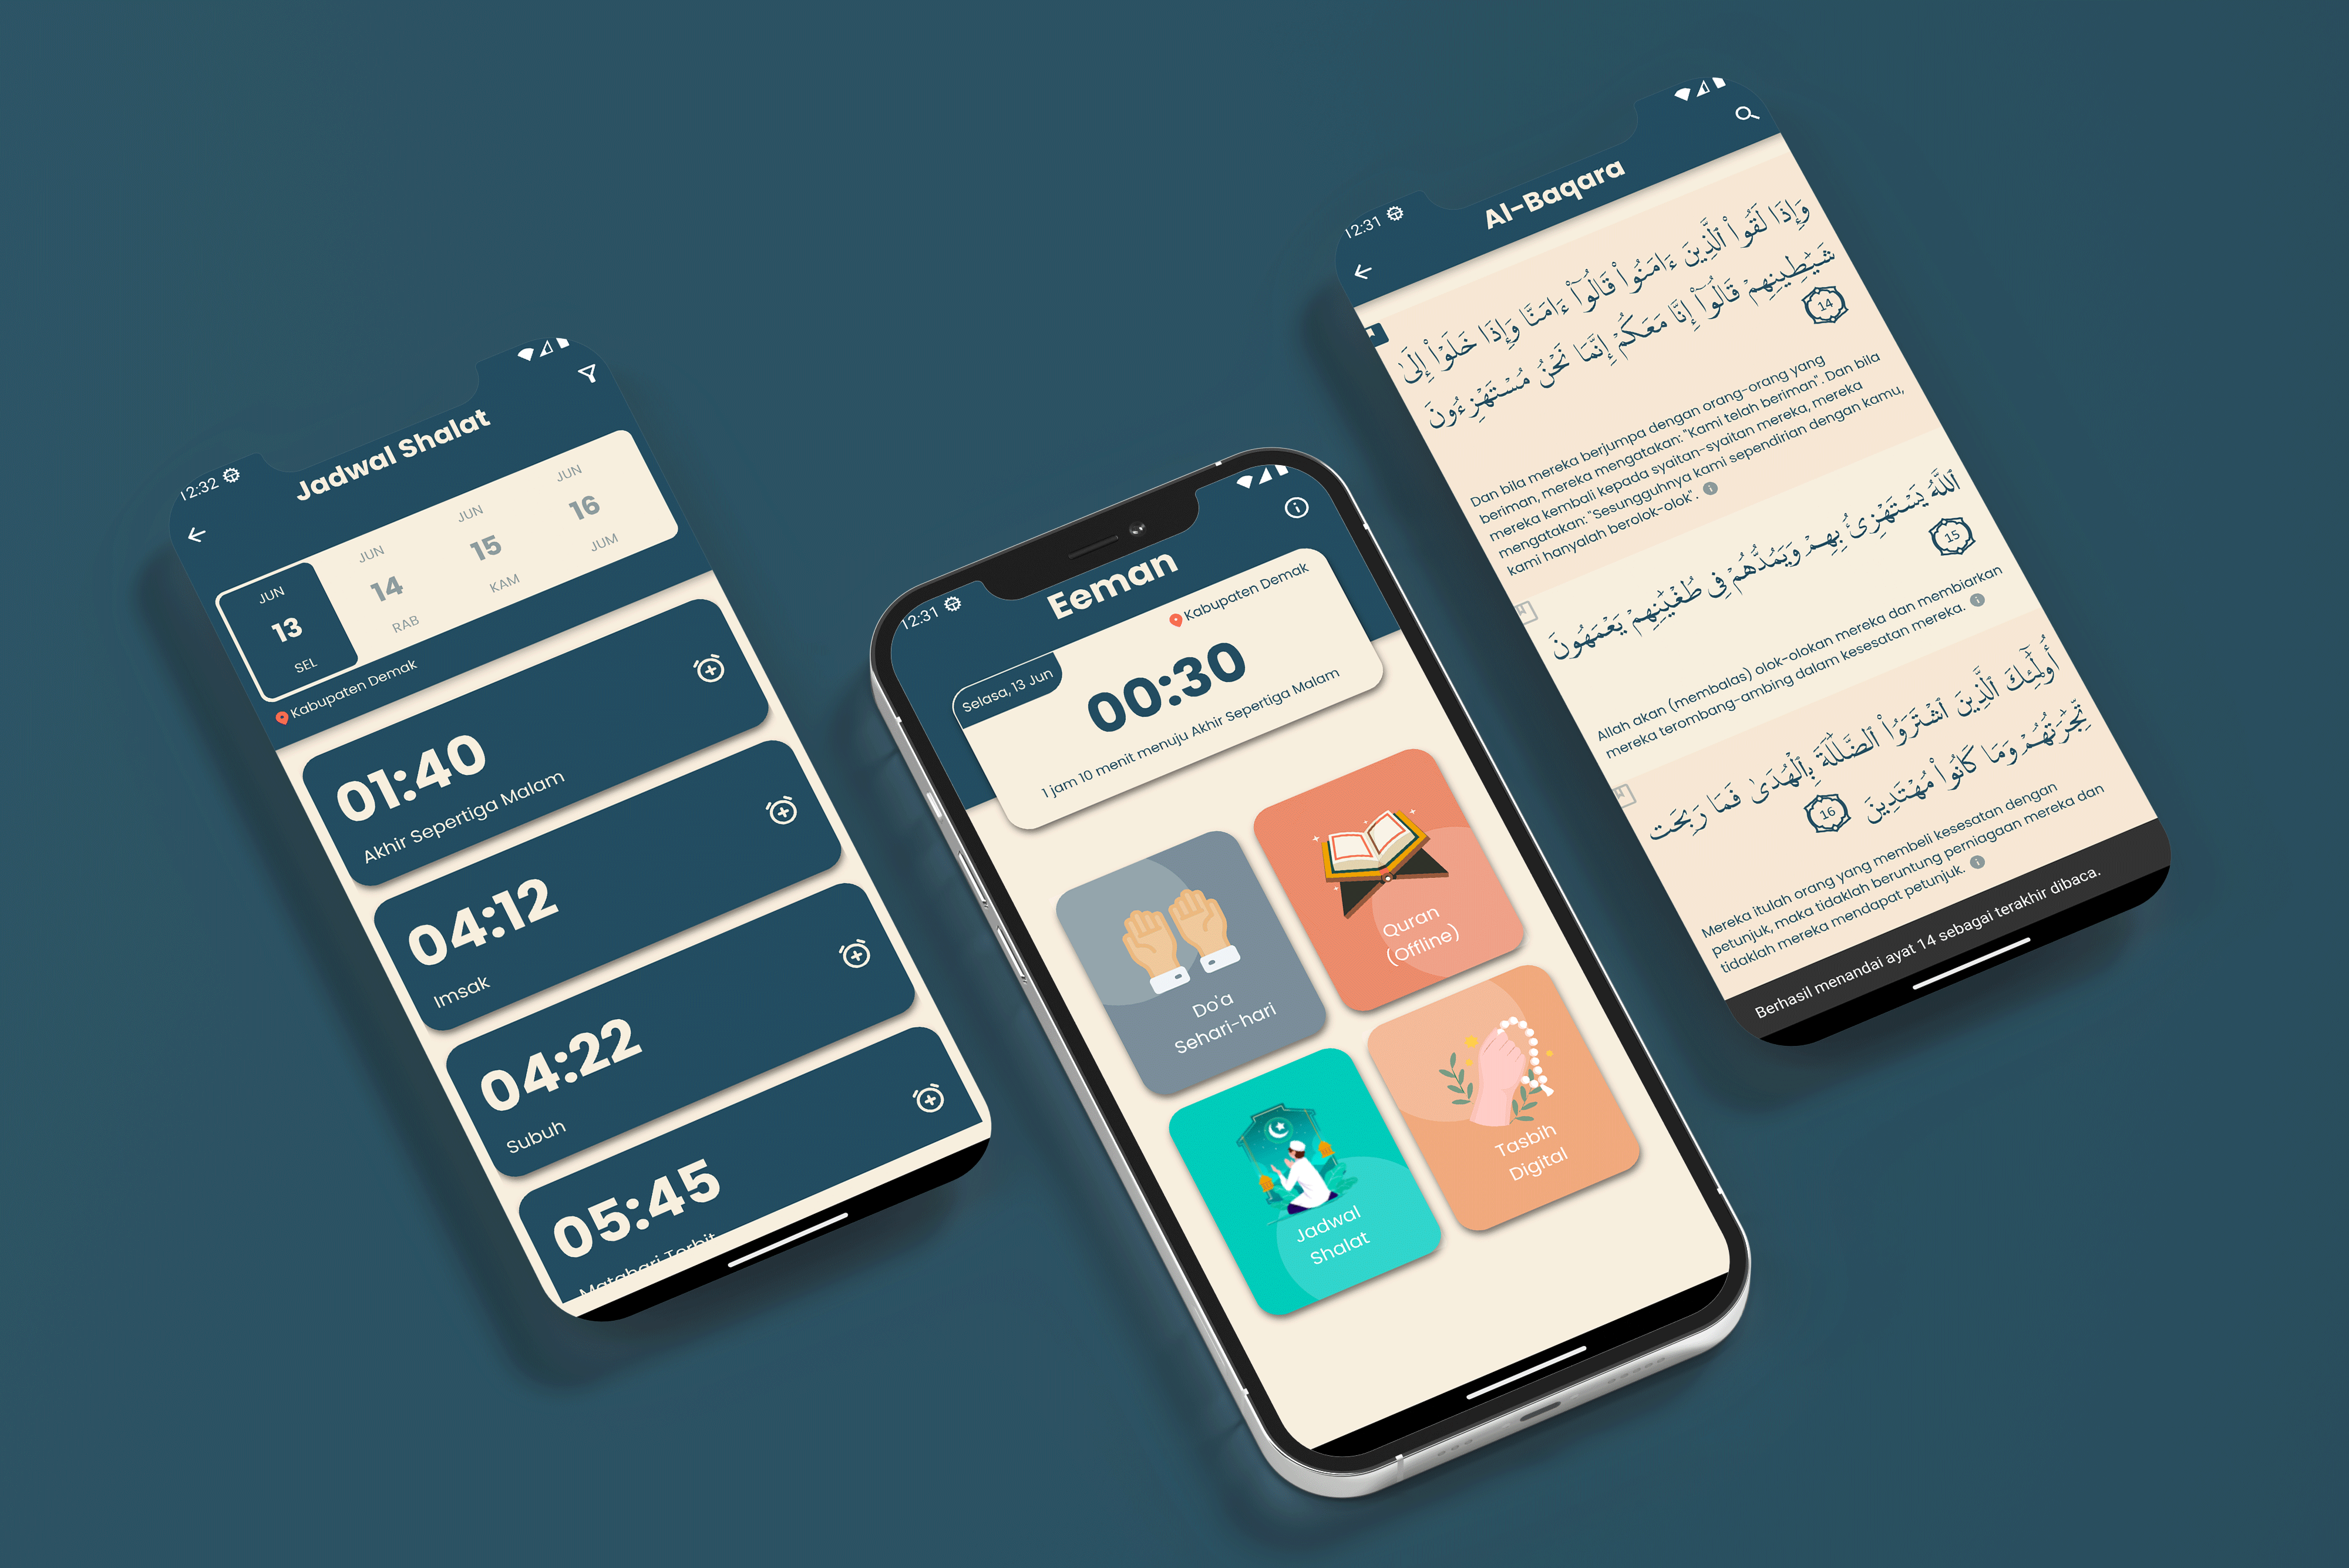 12:32
Jadwal Shalat
JUN
13
SEL
JUN
14
RAB
JUN
15
KAM
JUN
16
JUM
Kabupaten Demak
01:40
Akhir Sepertiga Malam
04:12
Imsak
04:22
Subuh
05:45
Matahari Terbit
12:31
Eeman
Selasa, 13 Jun
Kabupaten Demak
00:30
1 jam 10 menit menuju Akhir Sepertiga Malam
Do'a
Sehari-hari
Quran
(Offline)
Jadwal
Shalat
Tasbih
Digital
12:31
Al-Baqara
وَإِذَا لَقُوا۟ ٱلَّذِينَ ءَامَنُوا۟ قَالُوٓا۟ ءَامَنَّا وَإِذَا خَلَوْا۟ إِلَىٰ
شَيَٰطِينِهِمْ قَالُوٓا۟ إِنَّا مَعَكُمْ إِنَّمَا نَحْنُ مُسْتَهْزِءُونَ
14
Dan bila mereka berjumpa dengan orang-orang yang
beriman, mereka mengatakan: "Kami telah beriman". Dan bila
mereka kembali kepada syaitan-syaitan mereka, mereka
mengatakan: "Sesungguhnya kami sependirian dengan kamu,
kami hanyalah berolok-olok".
ٱللَّهُ يَسْتَهْزِئُ بِهِمْ وَيَمُدُّهُمْ فِى طُغْيَٰنِهِمْ يَعْمَهُونَ
15
Allah akan (membalas) olok-olokan mereka dan membiarkan
mereka terombang-ambing dalam kesesatan mereka.
أُو۟لَٰٓئِكَ ٱلَّذِينَ ٱشْتَرَوُا۟ ٱلضَّلَٰلَةَ بِٱلْهُدَىٰ فَمَا رَبِحَت
تِّجَٰرَتُهُمْ وَمَا كَانُوا۟ مُهْتَدِينَ 16
Mereka itulah orang yang membeli kesesatan dengan
petunjuk, maka tidaklah beruntung perniagaan mereka dan
tidaklah mereka mendapat petunjuk.
Berhasil menandai ayat 14 sebagai terakhir dibaca.